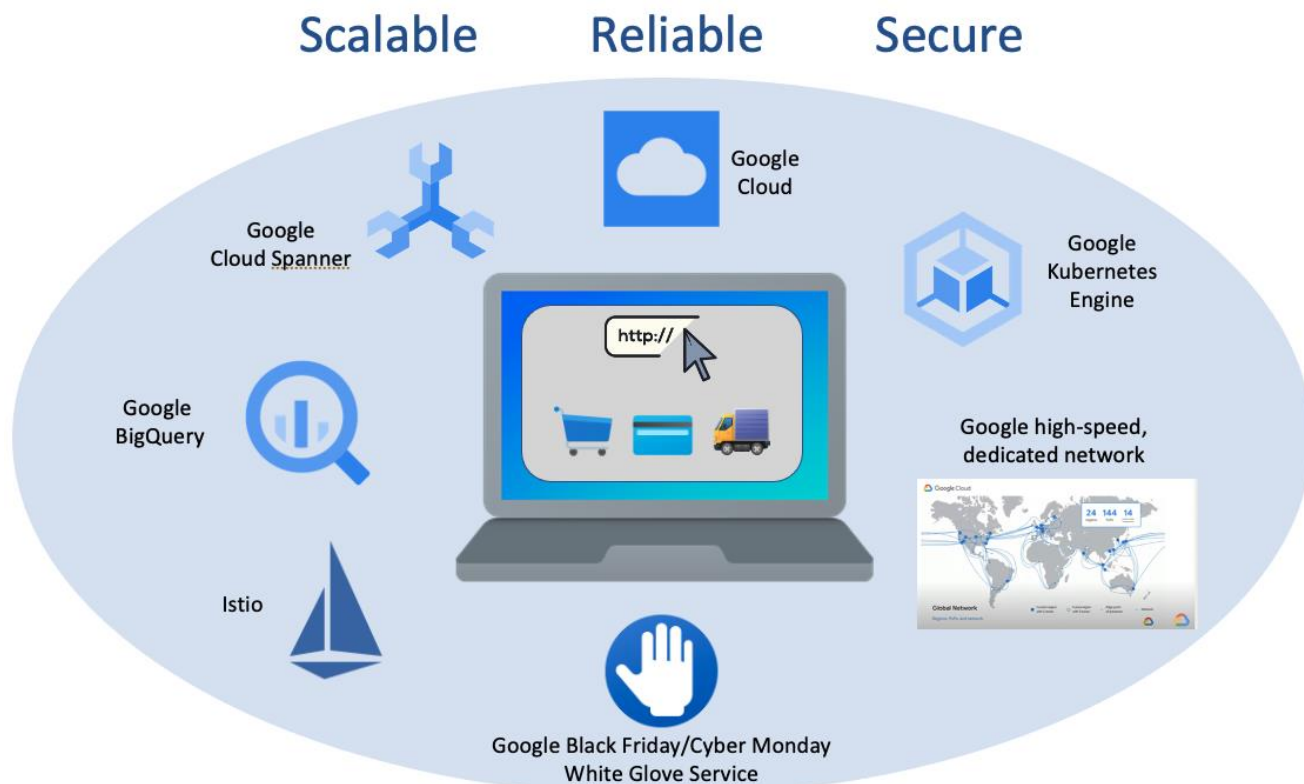 Scalable Reliable Secure
Google
Cloud
Google
Cloud Spanner
Google
Kubernetes
Engine
http://
Google
BigQuery
Google high-speed,
dedicated network
Google Cloud
24 144 14
Istio
Global Network
Google Black Friday/Cyber Monday
White Glove Service